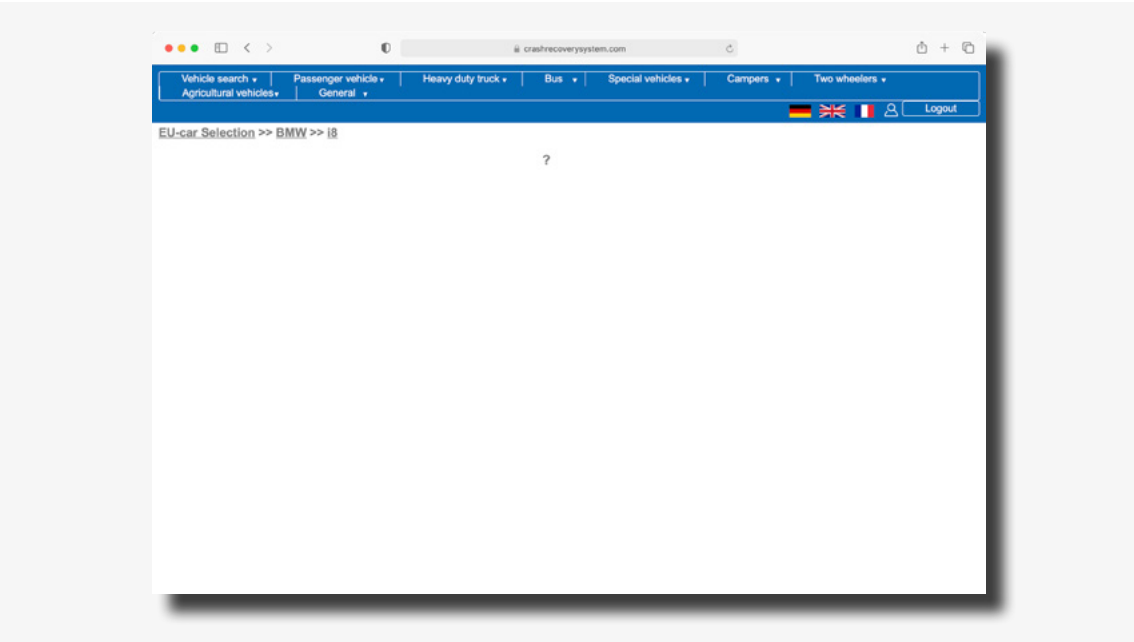 crashrecoverysystem.com
Vehicle search Passenger vehicle Heavy duty truck Bus Special vehicles Campers Two wheelers
Agricultural vehicles General
Logout
EU-car Selection >> BMW >> i8
?